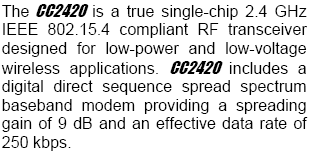 The CC2420 is a true single-chip 2.4 GHz
IEEE 802.15.4 compliant RF transceiver
designed for low-power and low-voltage
wireless applications. CC2420 includes a
digital direct sequence spread spectrum
baseband modem providing a spreading
gain of 9 dB and an effective data rate of
250 kbps.